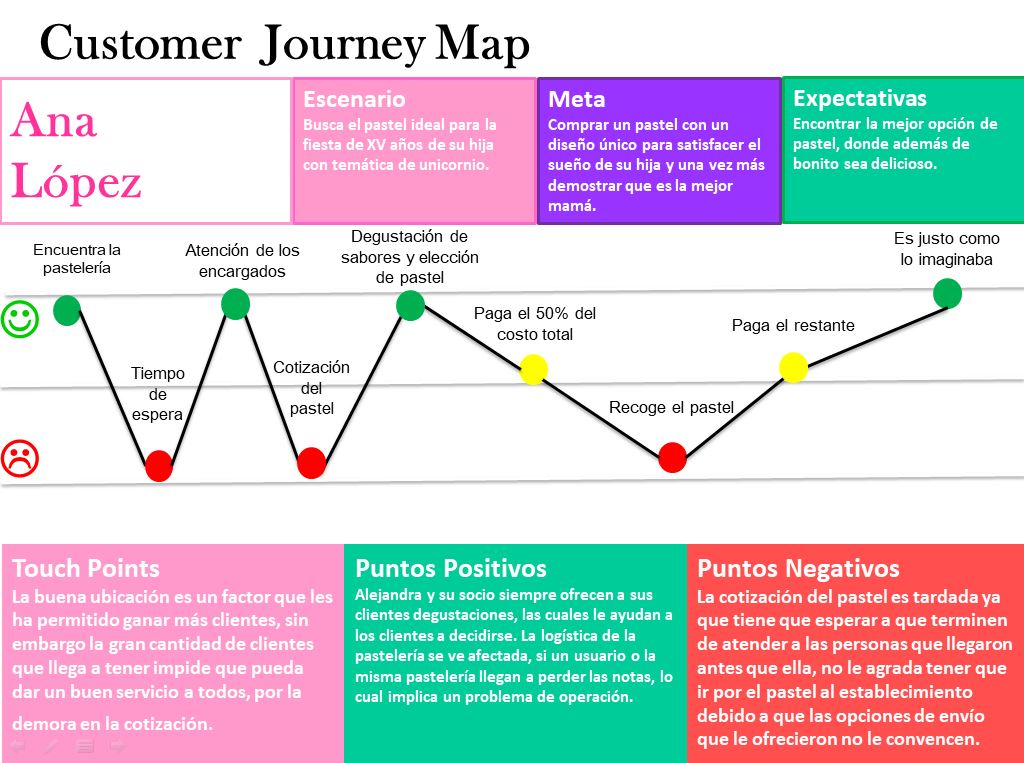 Customer Journey Map
Ana
López
Escenario
Busca el pastel ideal para la
fiesta de XV años de su hija
con temática de unicornio.
Meta
Comprar un pastel con un
diseño único para satisfacer el
sueño de su hija y una vez más
demostrar que es la mejor
mamá.
Expectativas
Encontrar la mejor opción de
pastel, donde además de
bonito sea delicioso.
Encuentra la
pastelería
Tiempo
de
espera
Atención de los
encargados
Cotización
del
pastel
Degustación de
sabores y elección
de pastel
Paga el 50% del
costo total
Recoge el pastel
Paga el restante
Es justo como
lo imaginaba
Touch Points
La buena ubicación es un factor que les
ha permitido ganar más clientes, sin
embargo la gran cantidad de clientes
que llega a tener impide que pueda
dar un buen servicio a todos, por la
demora en la cotización.
Puntos Positivos
Alejandra y su socio siempre ofrecen a sus
clientes degustaciones, las cuales le ayudan a
los clientes a decidirse. La logística de la
pastelería se ve afectada, si un usuario o la
misma pastelería llegan a perder las notas, lo
cual implica un problema de operación.
Puntos Negativos
La cotización del pastel es tardada ya
que tiene que esperar a que terminen
de atender a las personas que llegaron
antes que ella, no le agrada tener que
ir por el pastel al establecimiento
debido a que las opciones de envío
que le ofrecieron no le convencen.